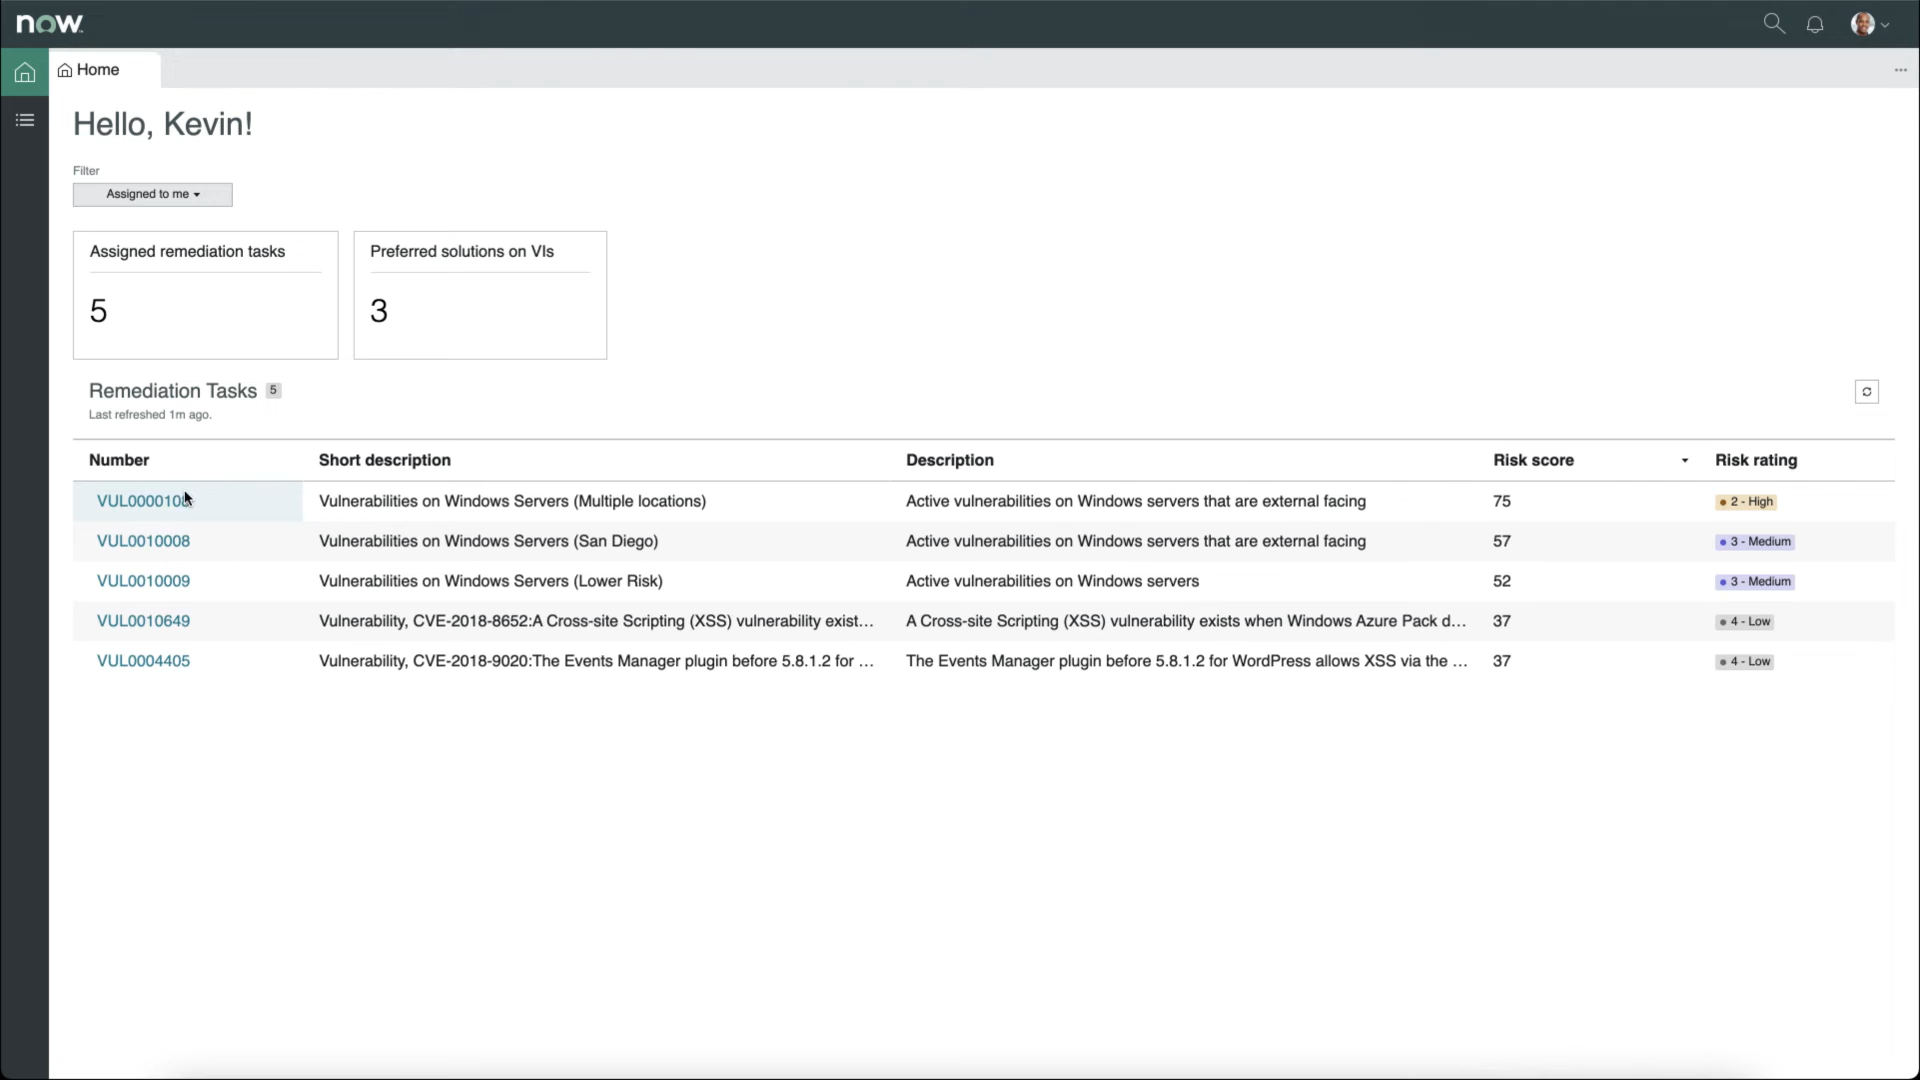 now.
Home
Hello, Kevin!
Filter
Assigned to me
Assigned remediation tasks
5
Preferred solutions on VIs
3
Remediation Tasks 5
Last refreshed 1m ago.
Number Short description Description Risk score Risk rating
Vulnerabilities on Windows Servers (Multiple locations) Active vulnerabilities on Windows servers that are external facing 75 2 - High
VUL0010008 Vulnerabilities on Windows Servers (San Diego) Active vulnerabilities on Windows servers that are external facing 57 3 - Medium
VUL0010009 Vulnerabilities on Windows Servers (Lower Risk) Active vulnerabilities on Windows servers 52 3 - Medium
VUL0010649 Vulnerability, CVE-2018-8652:A Cross-site Scripting (XSS) vulnerability exist... A Cross-site Scripting (XSS) vulnerability exists when Windows Azure Pack d... 37 4 - Low
VUL0004405 Vulnerability, CVE-2018-9020:The Events Manager plugin before 5.8.1.2 for ... The Events Manager plugin before 5.8.1.2 for WordPress allows XSS via the ... 37 4 - Low